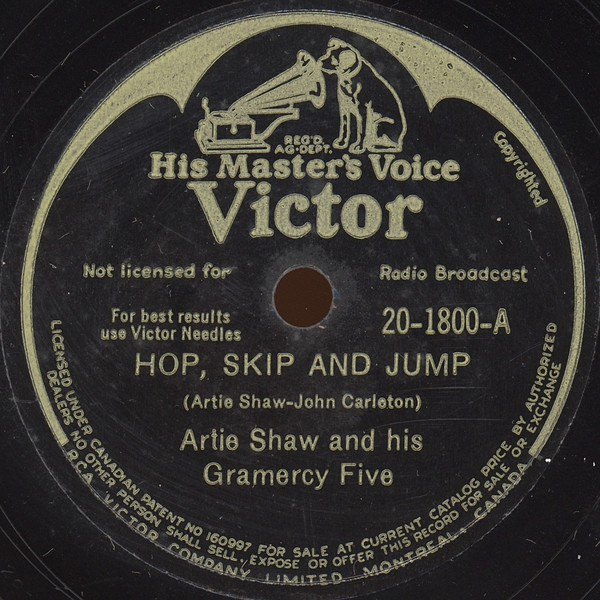 REG'D.
AG-DEPT.
His Master's Voice
Victor
Copyrighted
Not licensed for Radio Broadcast
For best results
use Victor Needles
20-1800-A
HOP, SKIP AND JUMP
(Artie Shaw-John Carleton)
Artie Shaw and his
Gramercy Five
LICENSED UNDER CANADIAN PATENT NO 160997 FOR SALE AT CURRENT CATALOG PRICE BY AUTHORIZED
DEALERS NO OTHER PERSON SHALL SELL, EXPOSE OR OFFER THIS RECORD FOR SALE OR EXCHANGE
RCA VICTOR COMPANY LIMITED MONTREAL, CANADA